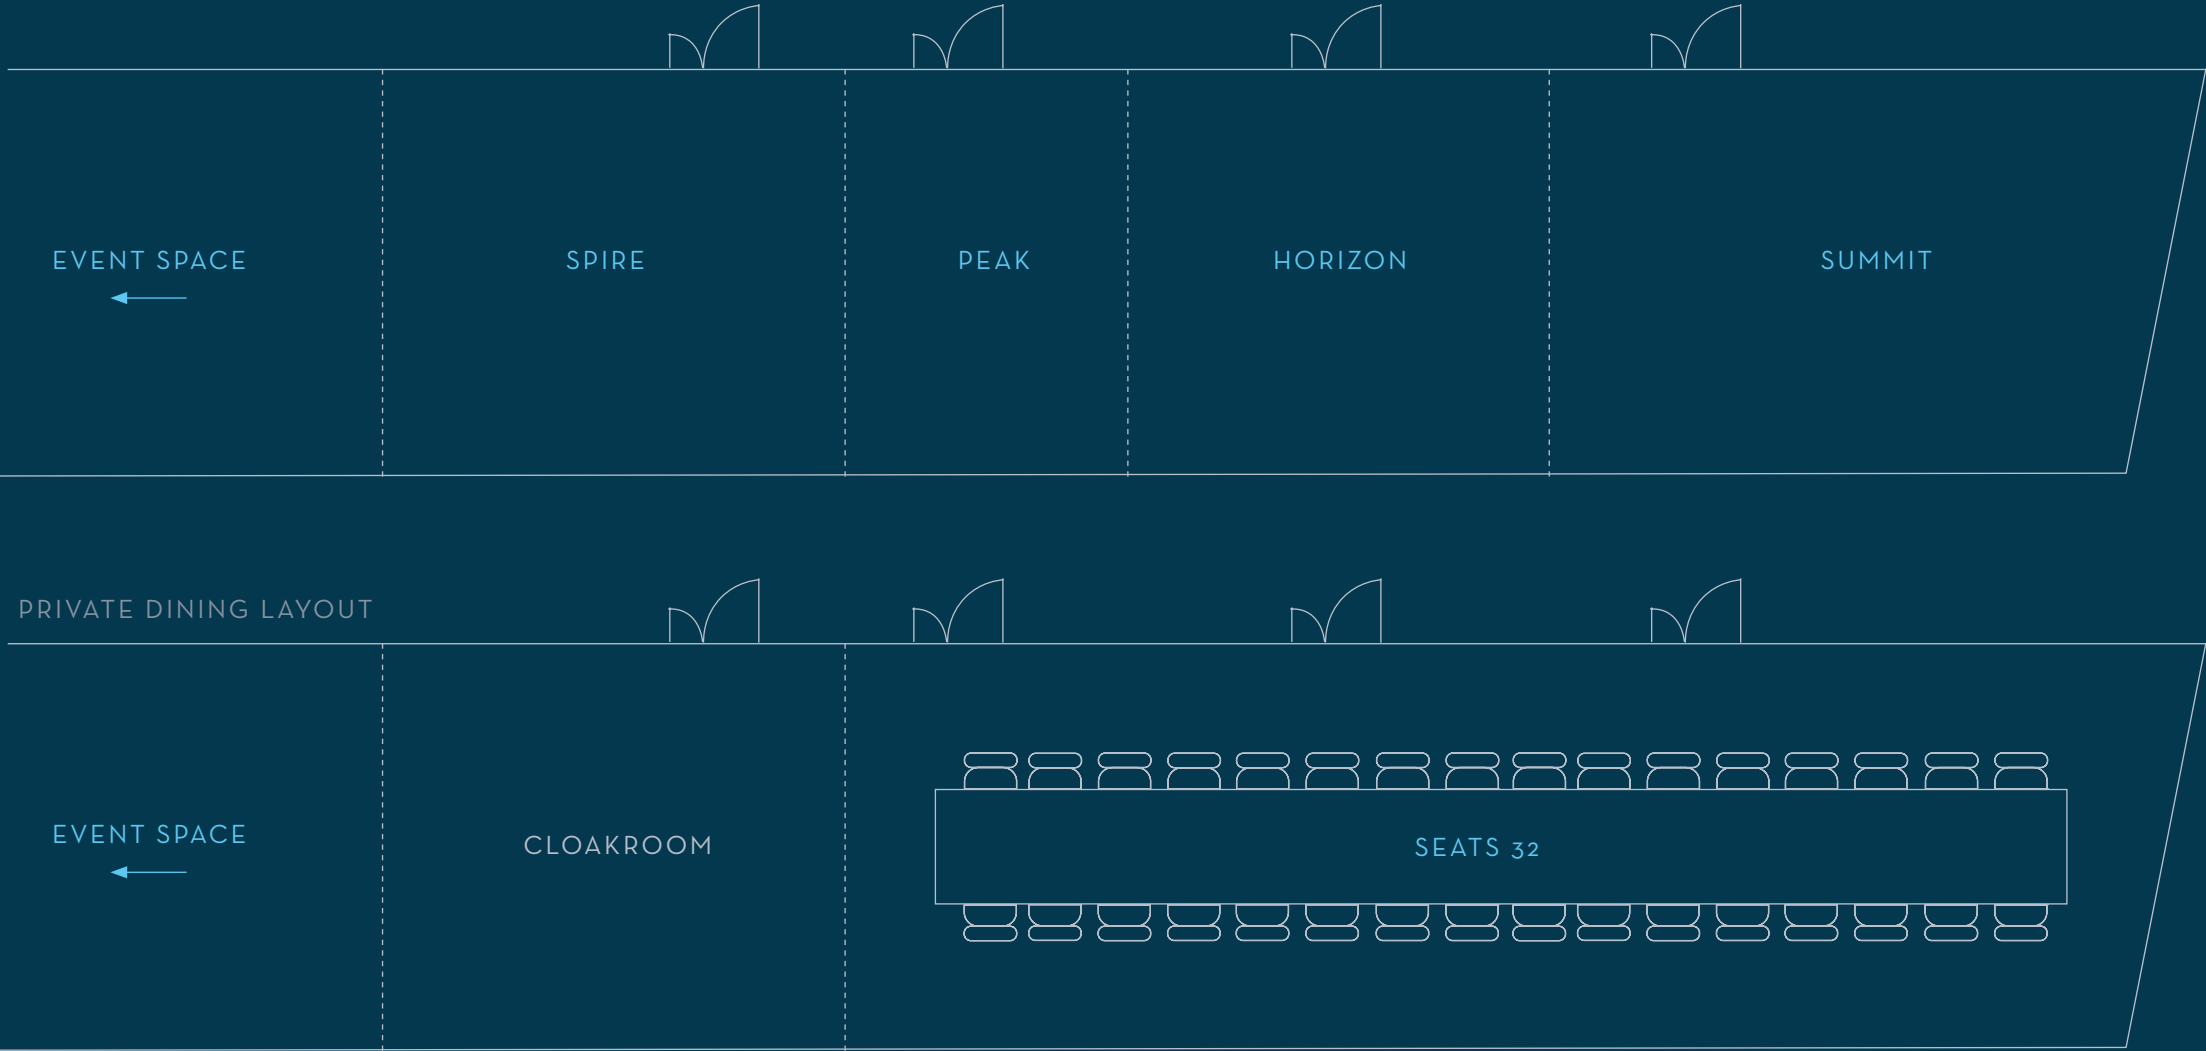 EVENT SPACE
SPIRE
PEAK
HORIZON
SUMMIT
PRIVATE DINING LAYOUT
EVENT SPACE
CLOAKROOM
SEATS 32